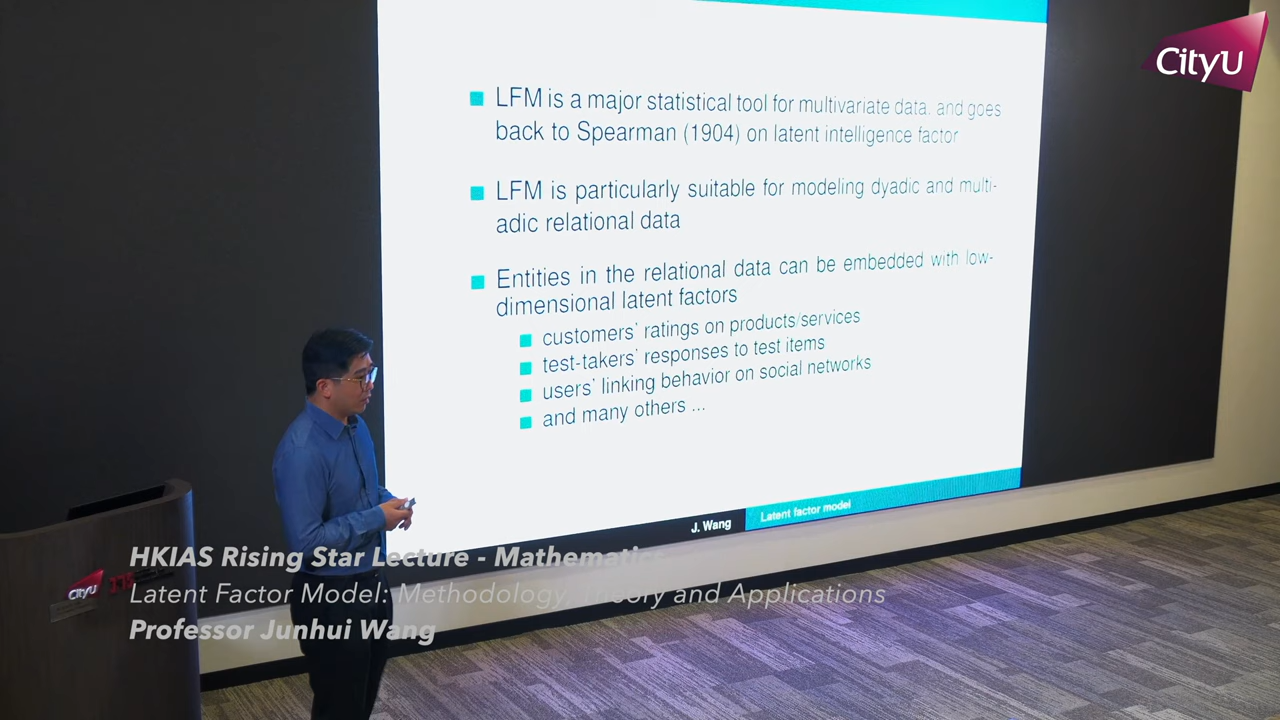 CityU
LFM is a major statistical tool for multivariate data, and goes
back to Spearman (1904) on latent intelligence factor
LFM is particularly suitable for modeling dyadic and multi-
adic relational data
Entities in the relational data can be embedded with low-
dimensional latent factors
customers' ratings on products/services
test-takers' responses to test items
users' linking behavior on social networks
and many others ...
J. Wang
Latent factor model
HKIAS Rising Star Lecture - Mathematics
Latent Factor Model: Methodology, Theory and Applications
Professor Junhui Wang
CityU